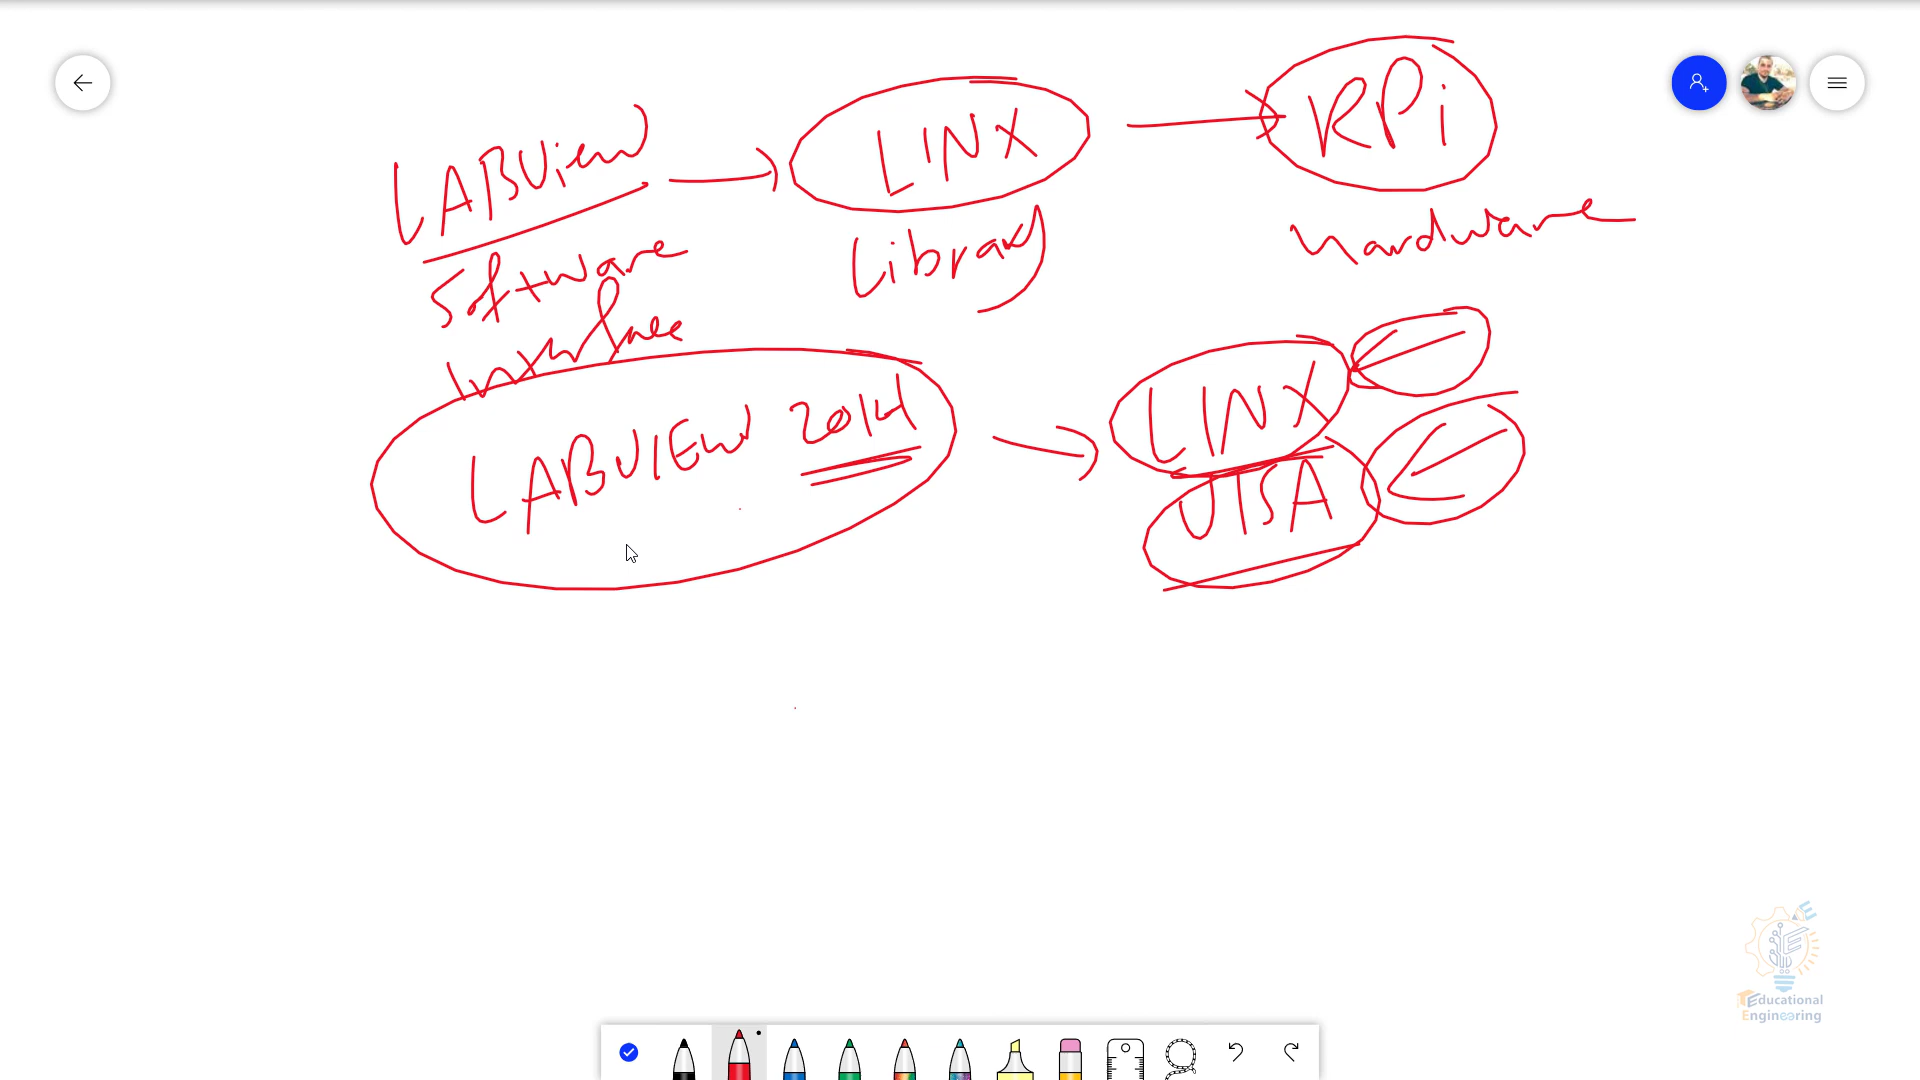 LABView → LINX → RPi
Software Library Hardware
Interface
LABVIEW 2014 → LINX
VISA
Educational
Engineering